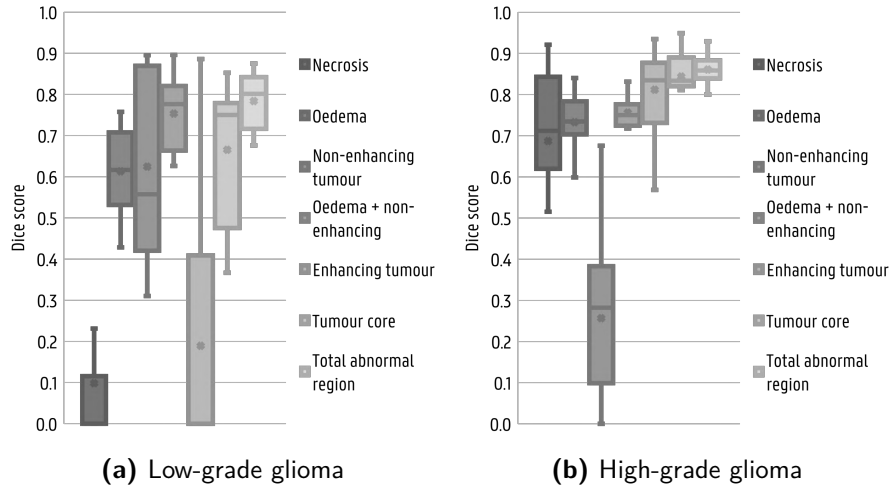 1.0
0.9
0.8
0.7
0.6
0.5
0.4
0.3
0.2
0.1
0.0
Dice score
Necrosis
Oedema
Non-enhancing
tumour
Oedema + non-
enhancing
Enhancing tumour
Tumour core
Total abnormal
region
(a) Low-grade glioma
1.0
0.9
0.8
0.7
0.6
0.5
0.4
0.3
0.2
0.1
0.0
Dice score
Necrosis
Oedema
Non-enhancing
tumour
Oedema + non-
enhancing
Enhancing tumour
Tumour core
Total abnormal
region
(b) High-grade glioma